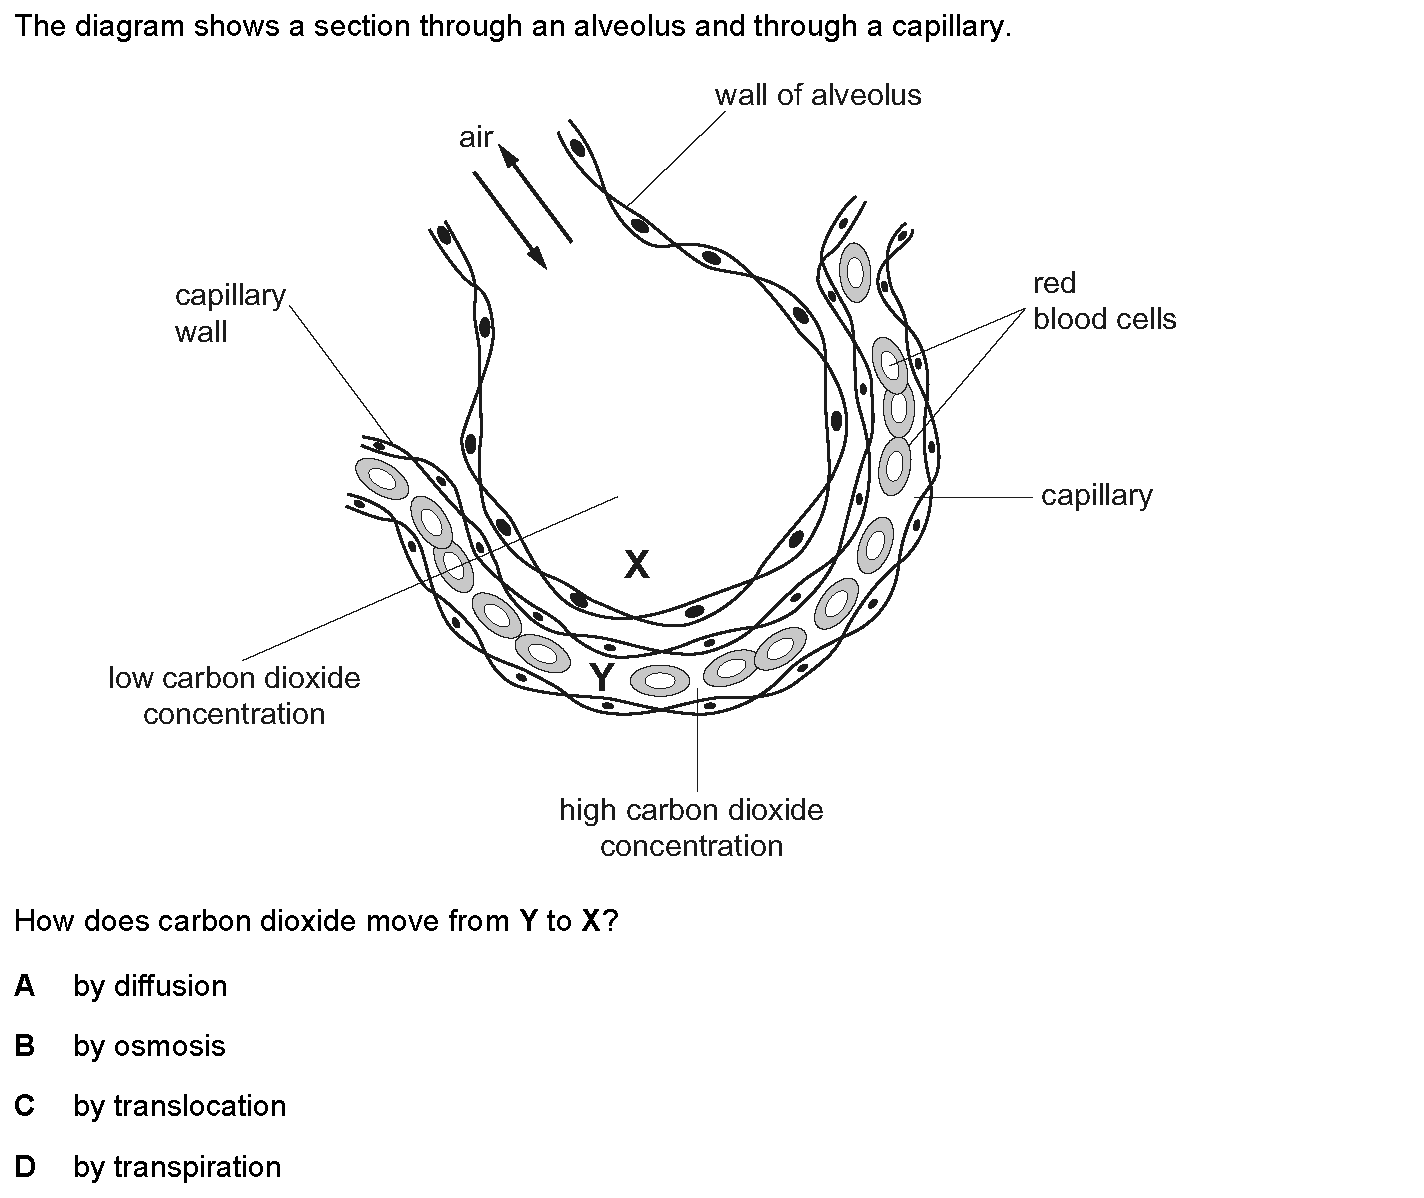 The diagram shows a section through an alveolus and through a capillary.
wall of alveolus
air
capillary
wall
red
blood cells
capillary
X
Y
low carbon dioxide
concentration
high carbon dioxide
concentration
How does carbon dioxide move from Y to X?
A by diffusion
B by osmosis
C by translocation
D by transpiration